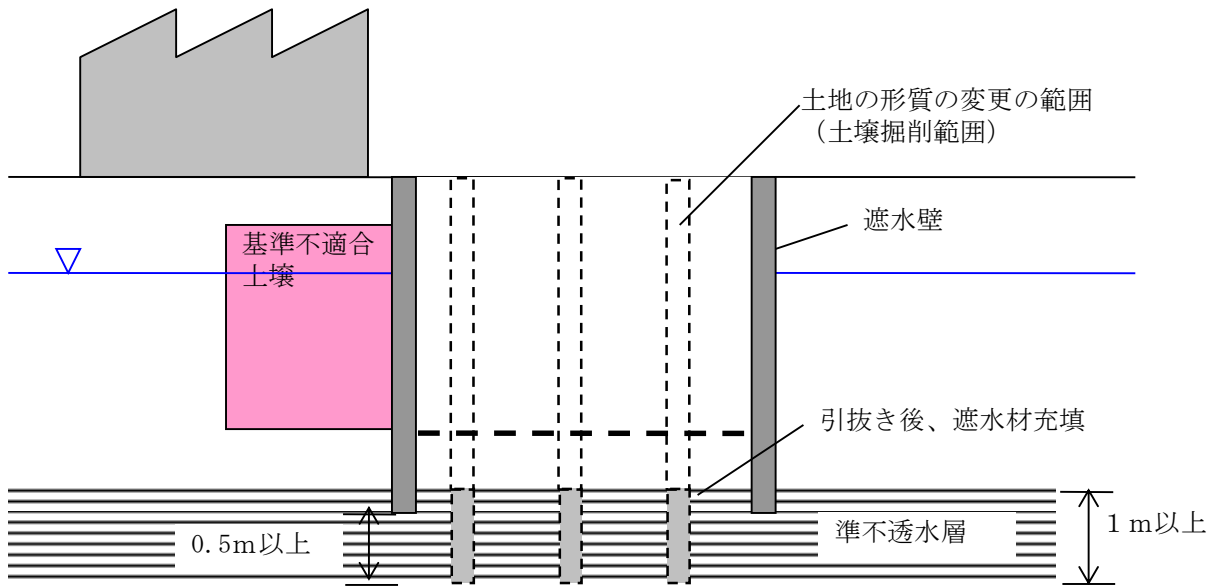 土地の形質の変更の範囲
（土壌掘削範囲）
遮水壁
基準不適合
土壌
引抜き後、遮水材充填
0.5m以上
準不透水層
１ｍ以上